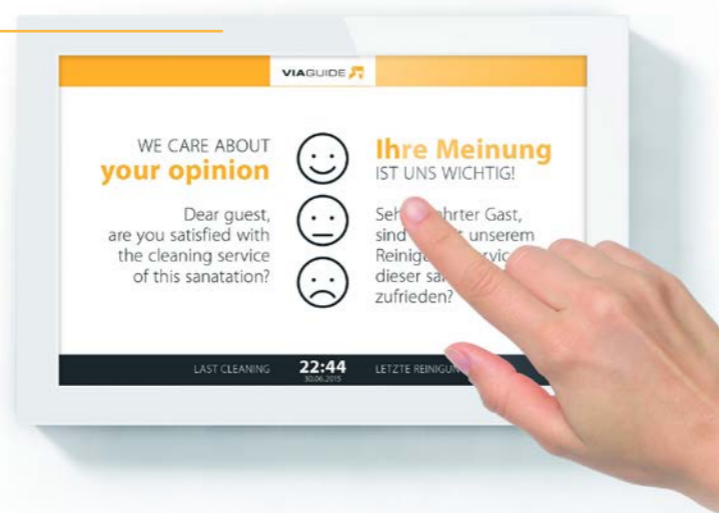 VIAGUIDE
WE CARE ABOUT
your opinion
Dear guest,
are you satisfied with
the cleaning service
of this sanatation?
Ihre Meinung
IST UNS WICHTIG!
Gast,
sind unserem
dieser
zufrieden?
LAST CLEANING
22:44
30.06.2015
LETZTE